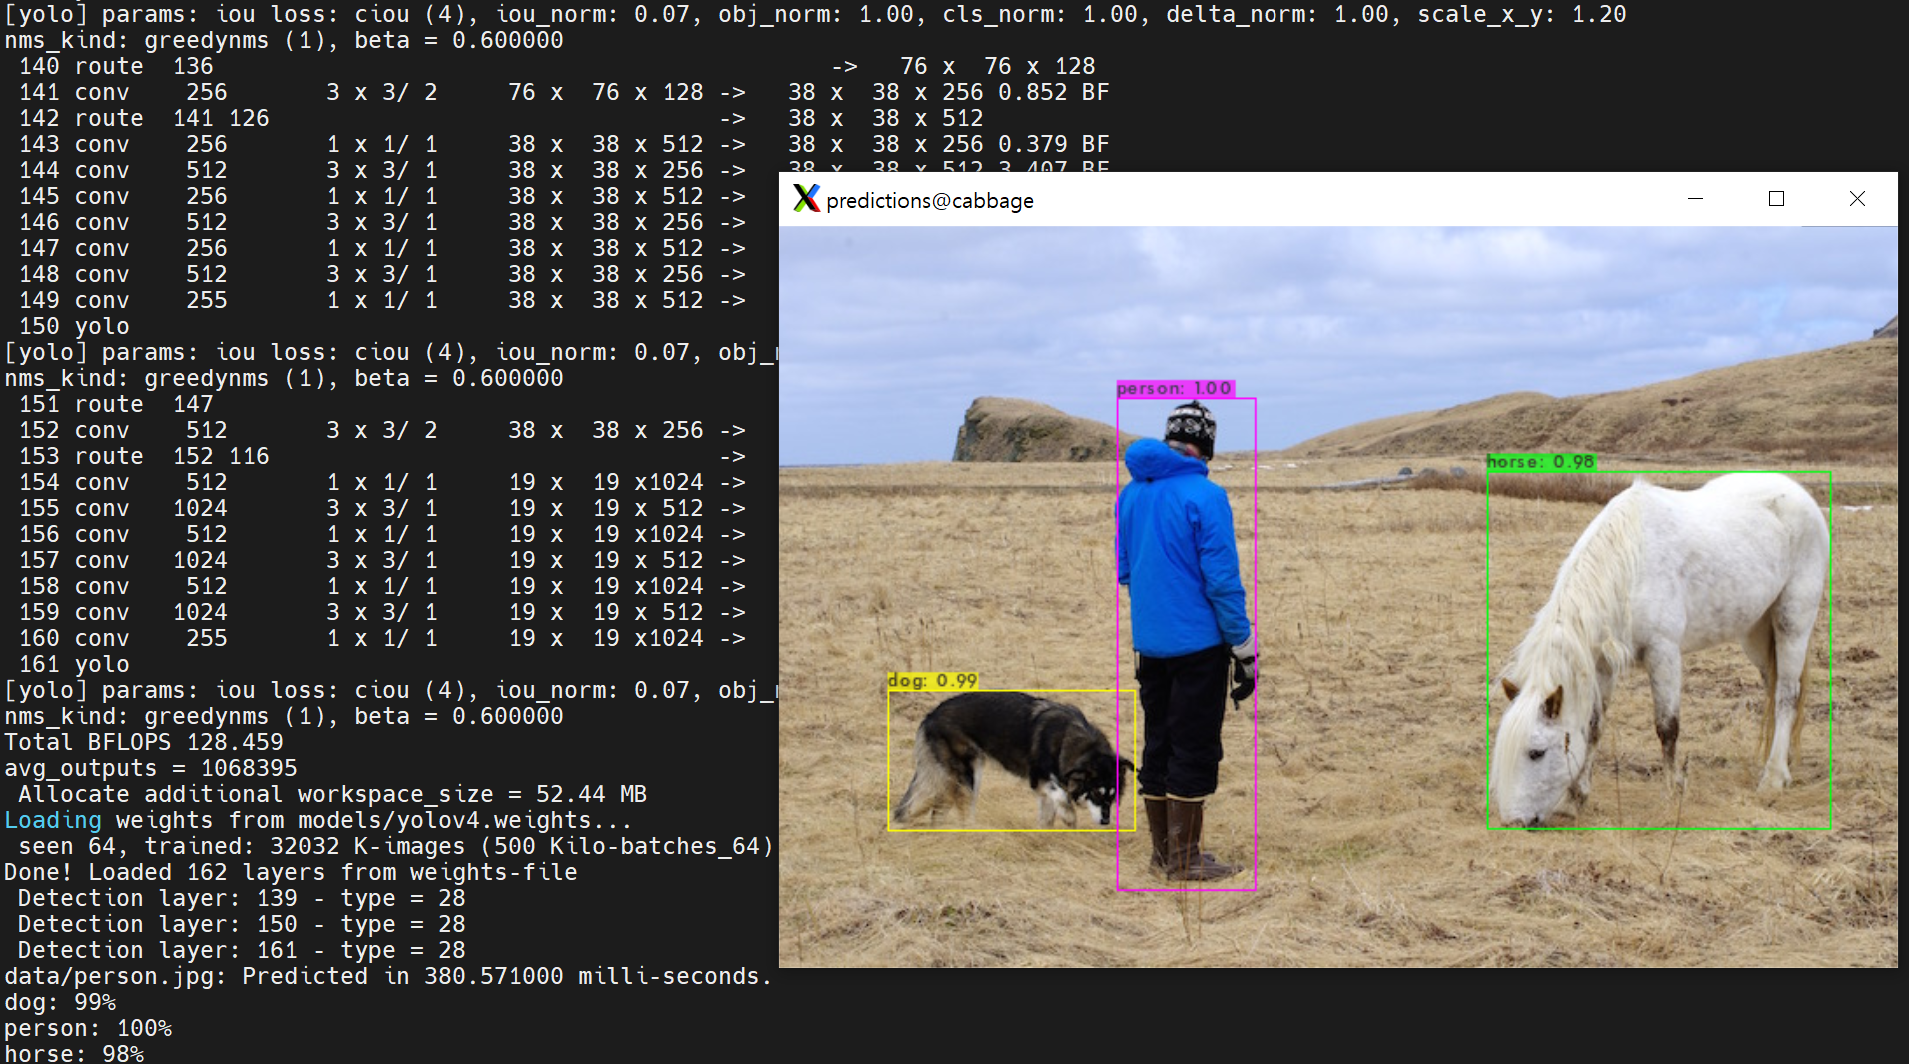 [yolo] params: iou loss: ciou (4), iou_norm: 0.07, obj_norm: 1.00, cls_norm: 1.00, delta_norm: 1.00, scale_x_y: 1.20
nms_kind: greedynms (1), beta = 0.600000
140 route 136 -> 76 x 76 x 128
141 conv 256 3 x 3/ 2 76 x 76 x 128 -> 38 x 38 x 256 0.852 BF
142 route 141 126 -> 38 x 38 x 512
143 conv 256 1 x 1/ 1 38 x 38 x 512 -> 38 x 38 x 256 0.379 BF
144 conv 512 3 x 3/ 1 38 x 38 x 256 -> 38 x 38 x 512 3.407 BF
145 conv 256 1 x 1/ 1 38 x 38 x 512 ->
146 conv 512 3 x 3/ 1 38 x 38 x 256 ->
147 conv 256 1 x 1/ 1 38 x 38 x 512 ->
148 conv 512 3 x 3/ 1 38 x 38 x 256 ->
149 conv 255 1 x 1/ 1 38 x 38 x 512 ->
150 yolo
[yolo] params: iou loss: ciou (4), iou_norm: 0.07, obj_
nms_kind: greedynms (1), beta = 0.600000
151 route 147
152 conv 512 3 x 3/ 2 38 x 38 x 256 ->
153 route 152 116 ->
154 conv 512 1 x 1/ 1 19 x 19 x1024 ->
155 conv 1024 3 x 3/ 1 19 x 19 x 512 ->
156 conv 512 1 x 1/ 1 19 x 19 x1024 ->
157 conv 1024 3 x 3/ 1 19 x 19 x 512 ->
158 conv 512 1 x 1/ 1 19 x 19 x1024 ->
159 conv 1024 3 x 3/ 1 19 x 19 x 512 ->
160 conv 255 1 x 1/ 1 19 x 19 x1024 ->
161 yolo
[yolo] params: iou loss: ciou (4), iou_norm: 0.07, obj_
nms_kind: greedynms (1), beta = 0.600000
Total BFLOPS 128.459
avg_outputs = 1068395
Allocate additional workspace_size = 52.44 MB
Loading weights from models/yolov4.weights...
seen 64, trained: 32032 K-images (500 Kilo-batches_64)
Done! Loaded 162 layers from weights-file
Detection layer: 139 - type = 28
Detection layer: 150 - type = 28
Detection layer: 161 - type = 28
data/person.jpg: Predicted in 380.571000 milli-seconds.
dog: 99%
person: 100%
horse: 98%
predictions@cabbage
person: 1.00
horse: 0.98
dog: 0.99